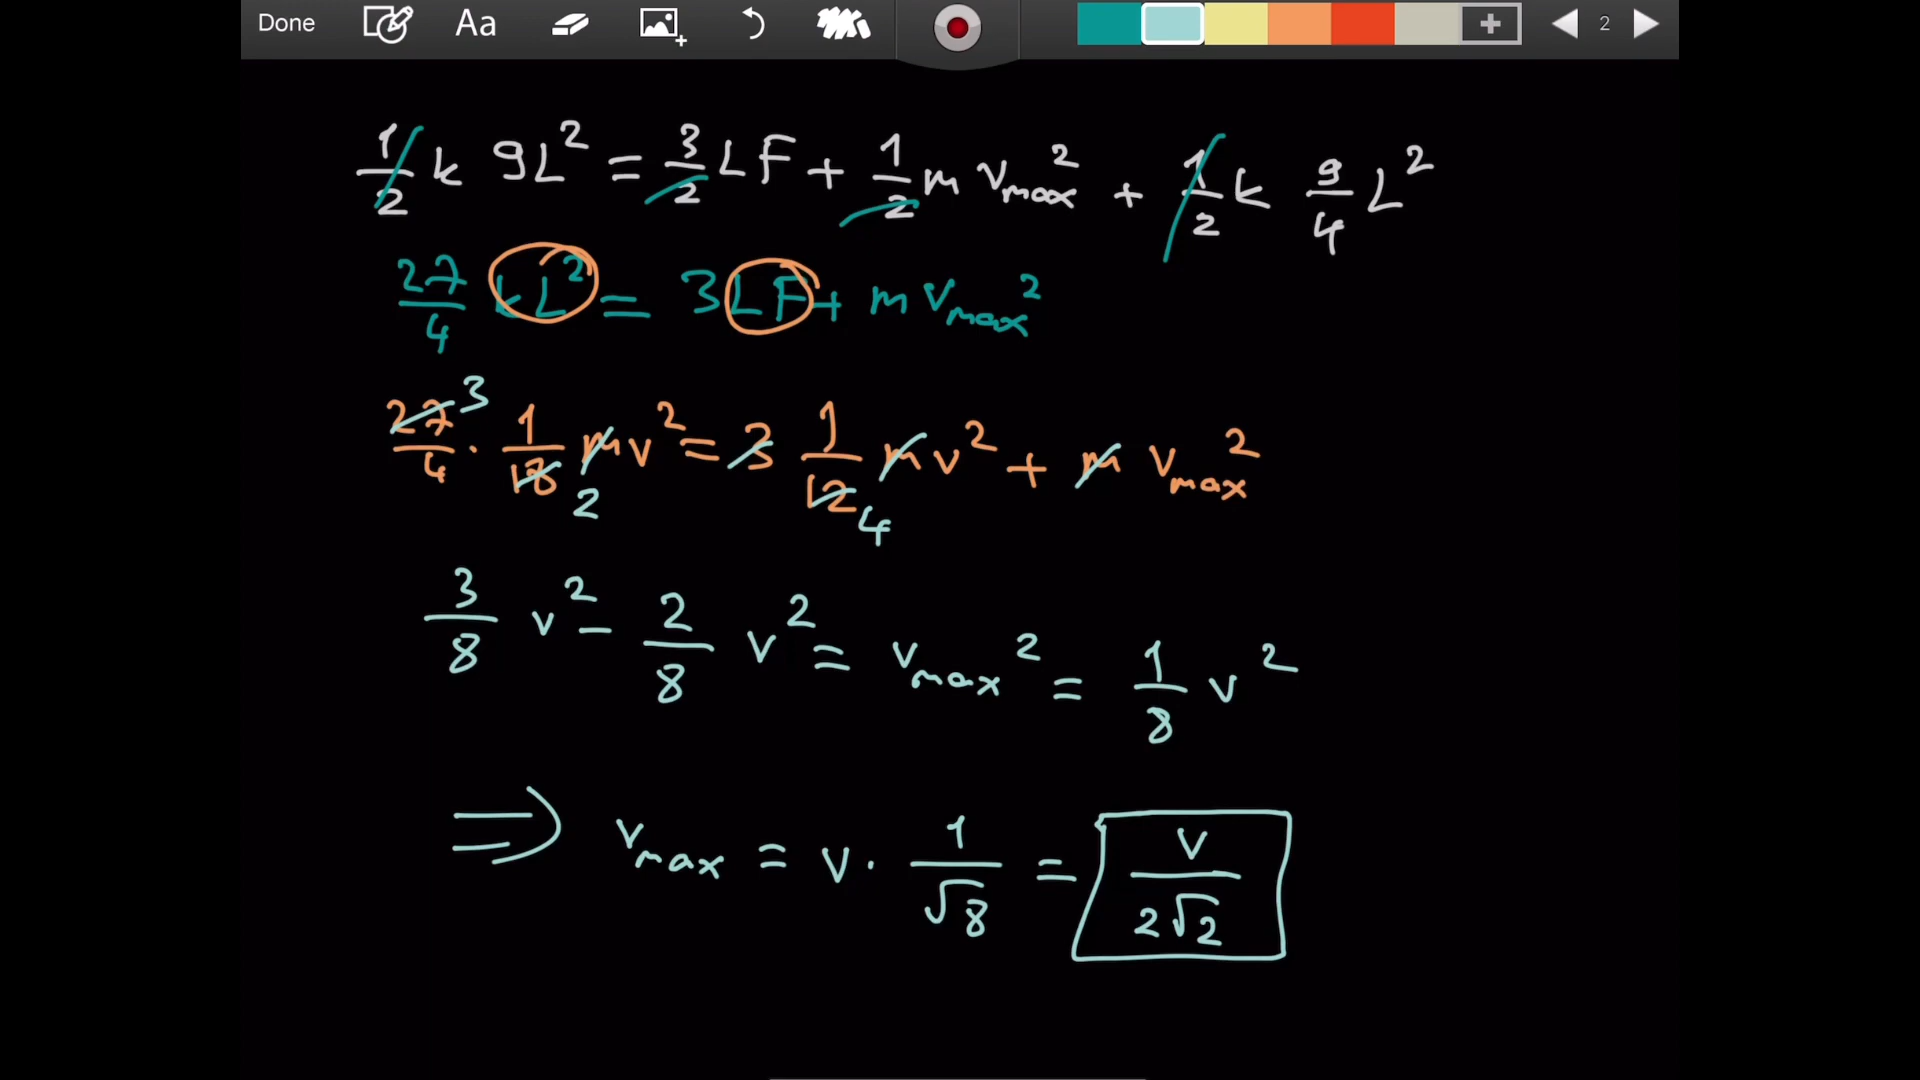 Done Aa 2
1/2 k 9L² = 3/2 LF + 1/2 m v_max² + 1/2 k 9/4 L²
27/4 kL² = 3LF + m v_max²
27/4 3 · 1/18 2 m v² = 3 1/12 4 m v² + m v_max²
3/8 v² - 2/8 v² = v_max² = 1/8 v²
⇒ v_max = v · 1/√8 = v/2√2